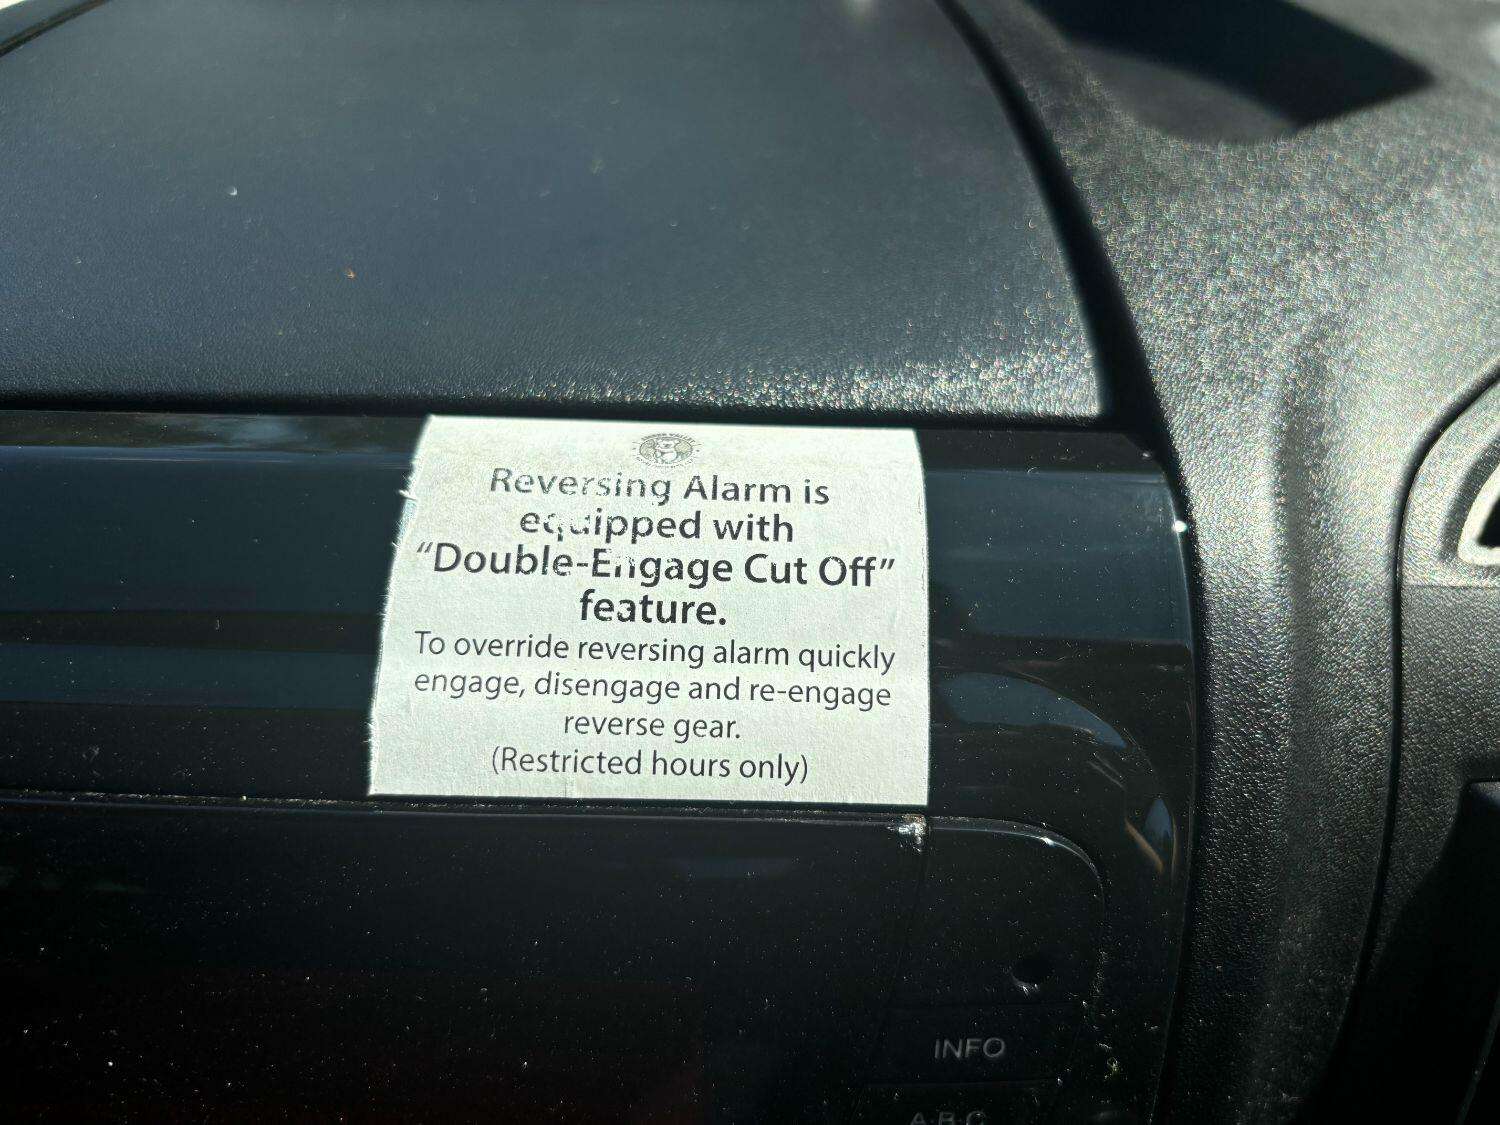 Reversing Alarm is
equipped with
“Double-Engage Cut Off”
feature.
To override reversing alarm quickly
engage, disengage and re-engage
reverse gear.
(Restricted hours only)
INFO
A·B·C